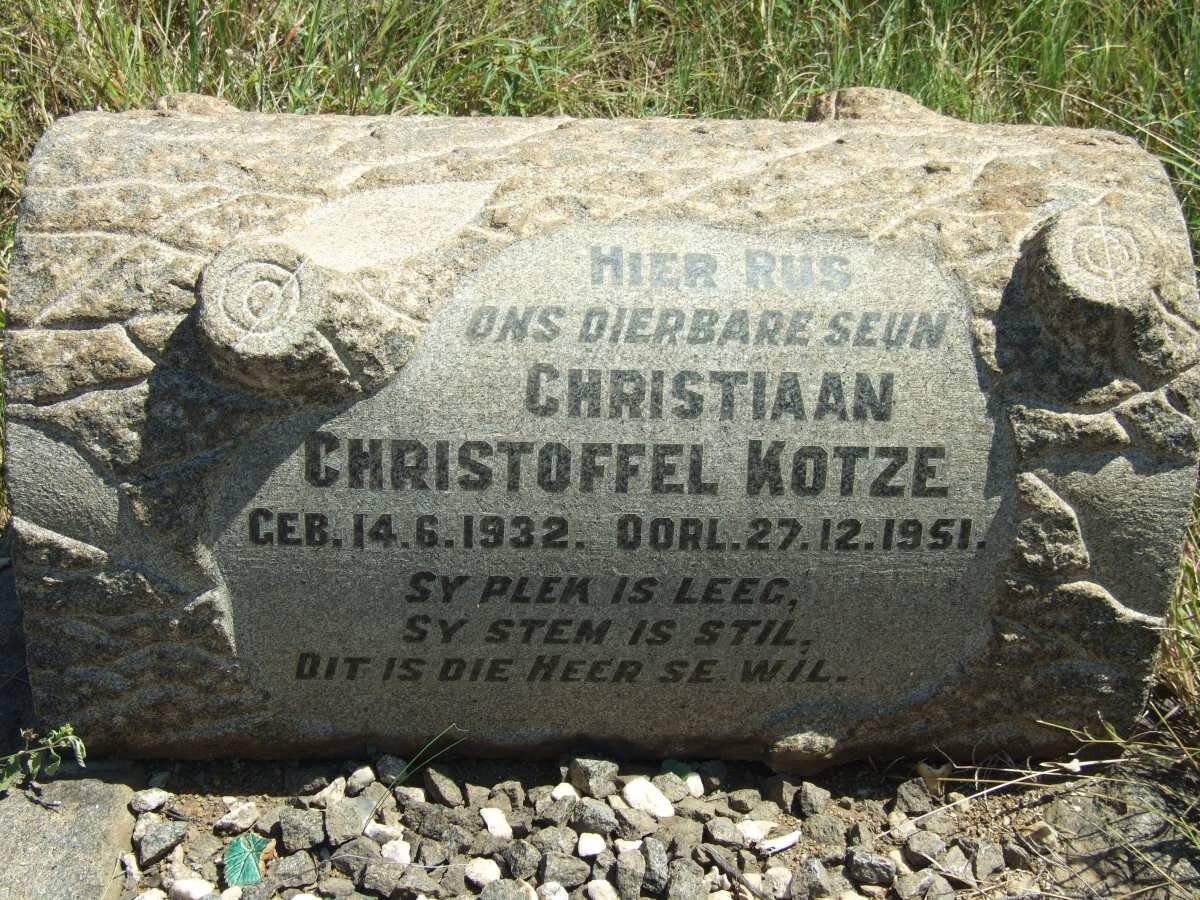 HIER RUS
ONS DIERBARE SEUN
CHRISTIAAN
CHRISTOFFEL KOTZE
GEB. 14.6.1932. OORL. 27.12.1951.
SY PLEK IS LEEG,
SY STEM IS STIL,
DIT IS DIE HEER SE WIL.